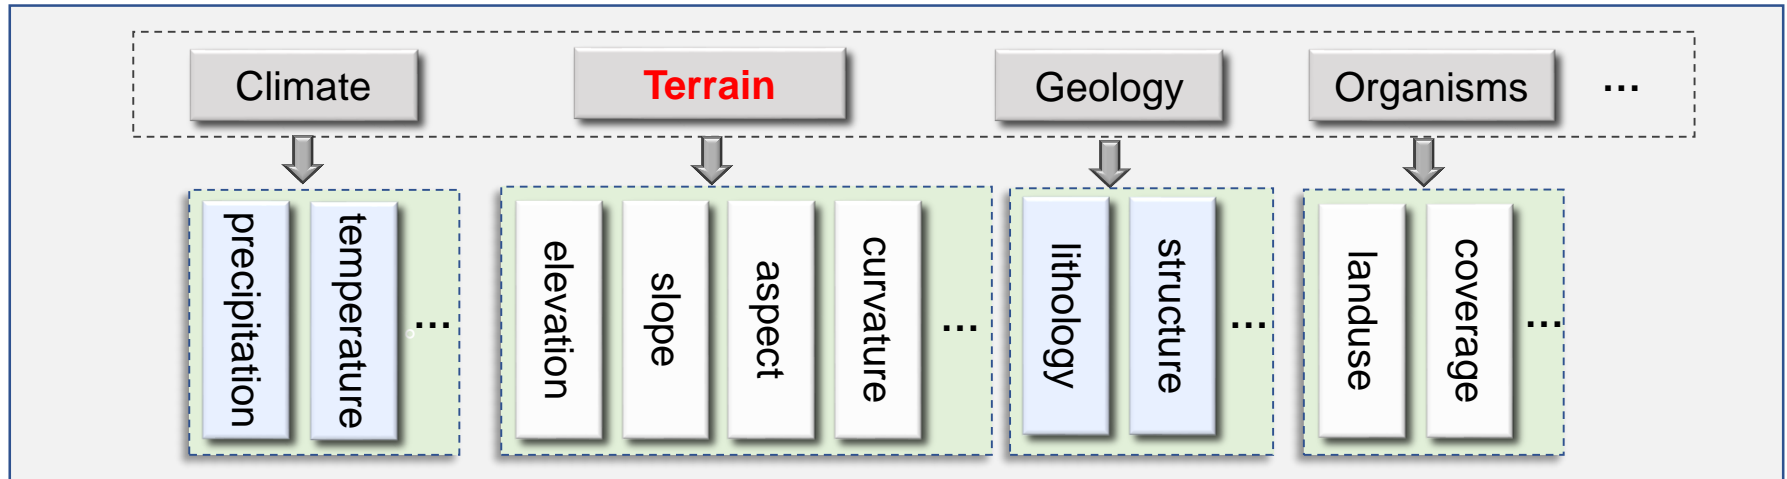 Climate
Terrain
Geology
Organisms
...
precipitation
temperature
...
elevation
slope
aspect
curvature
...
lithology
structure
...
landuse
coverage
...